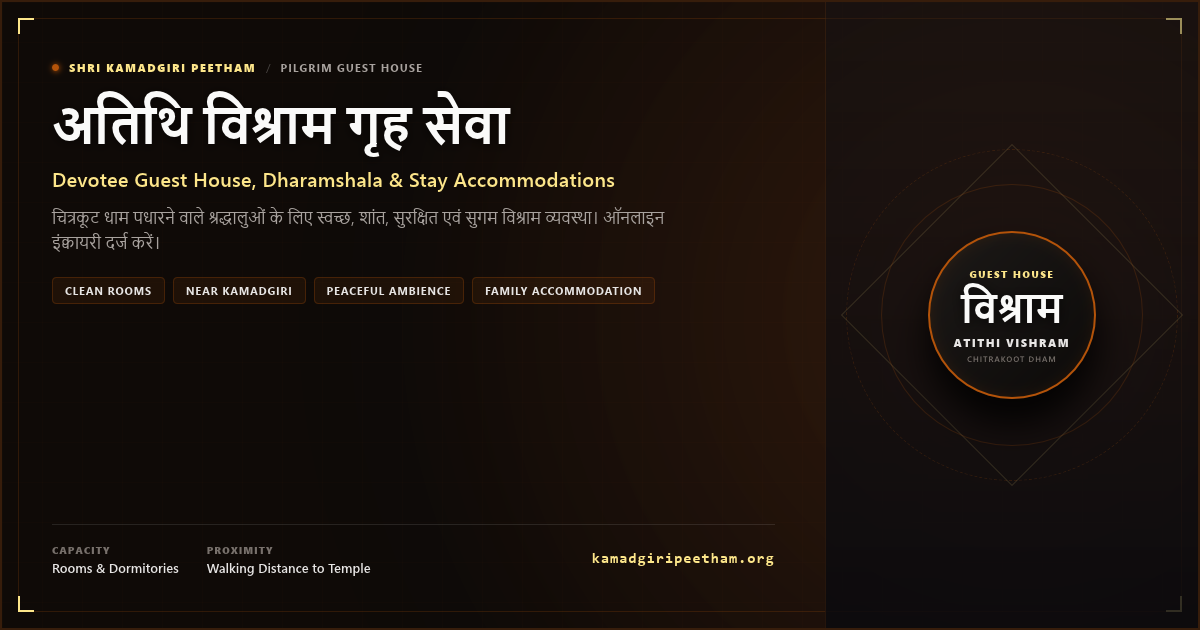 SHRI KAMADGIRI PEETHAM / PILGRIM GUEST HOUSE
अतिथि विश्राम गृह सेवा
Devotee Guest House, Dharamshala & Stay Accommodations
चित्रकूट धाम पधारने वाले श्रद्धालुओं के लिए स्वच्छ, शांत, सुरक्षित एवं सुगम विश्राम व्यवस्था। ऑनलाइन
इंक्वायरी दर्ज करें।
CLEAN ROOMS NEAR KAMADGIRI PEACEFUL AMBIENCE FAMILY ACCOMMODATION
GUEST HOUSE
विश्राम
ATITHI VISHRAM
CHITRAKOOT DHAM
CAPACITY
Rooms & Dormitories
PROXIMITY
Walking Distance to Temple
kamadgiripeetham.org